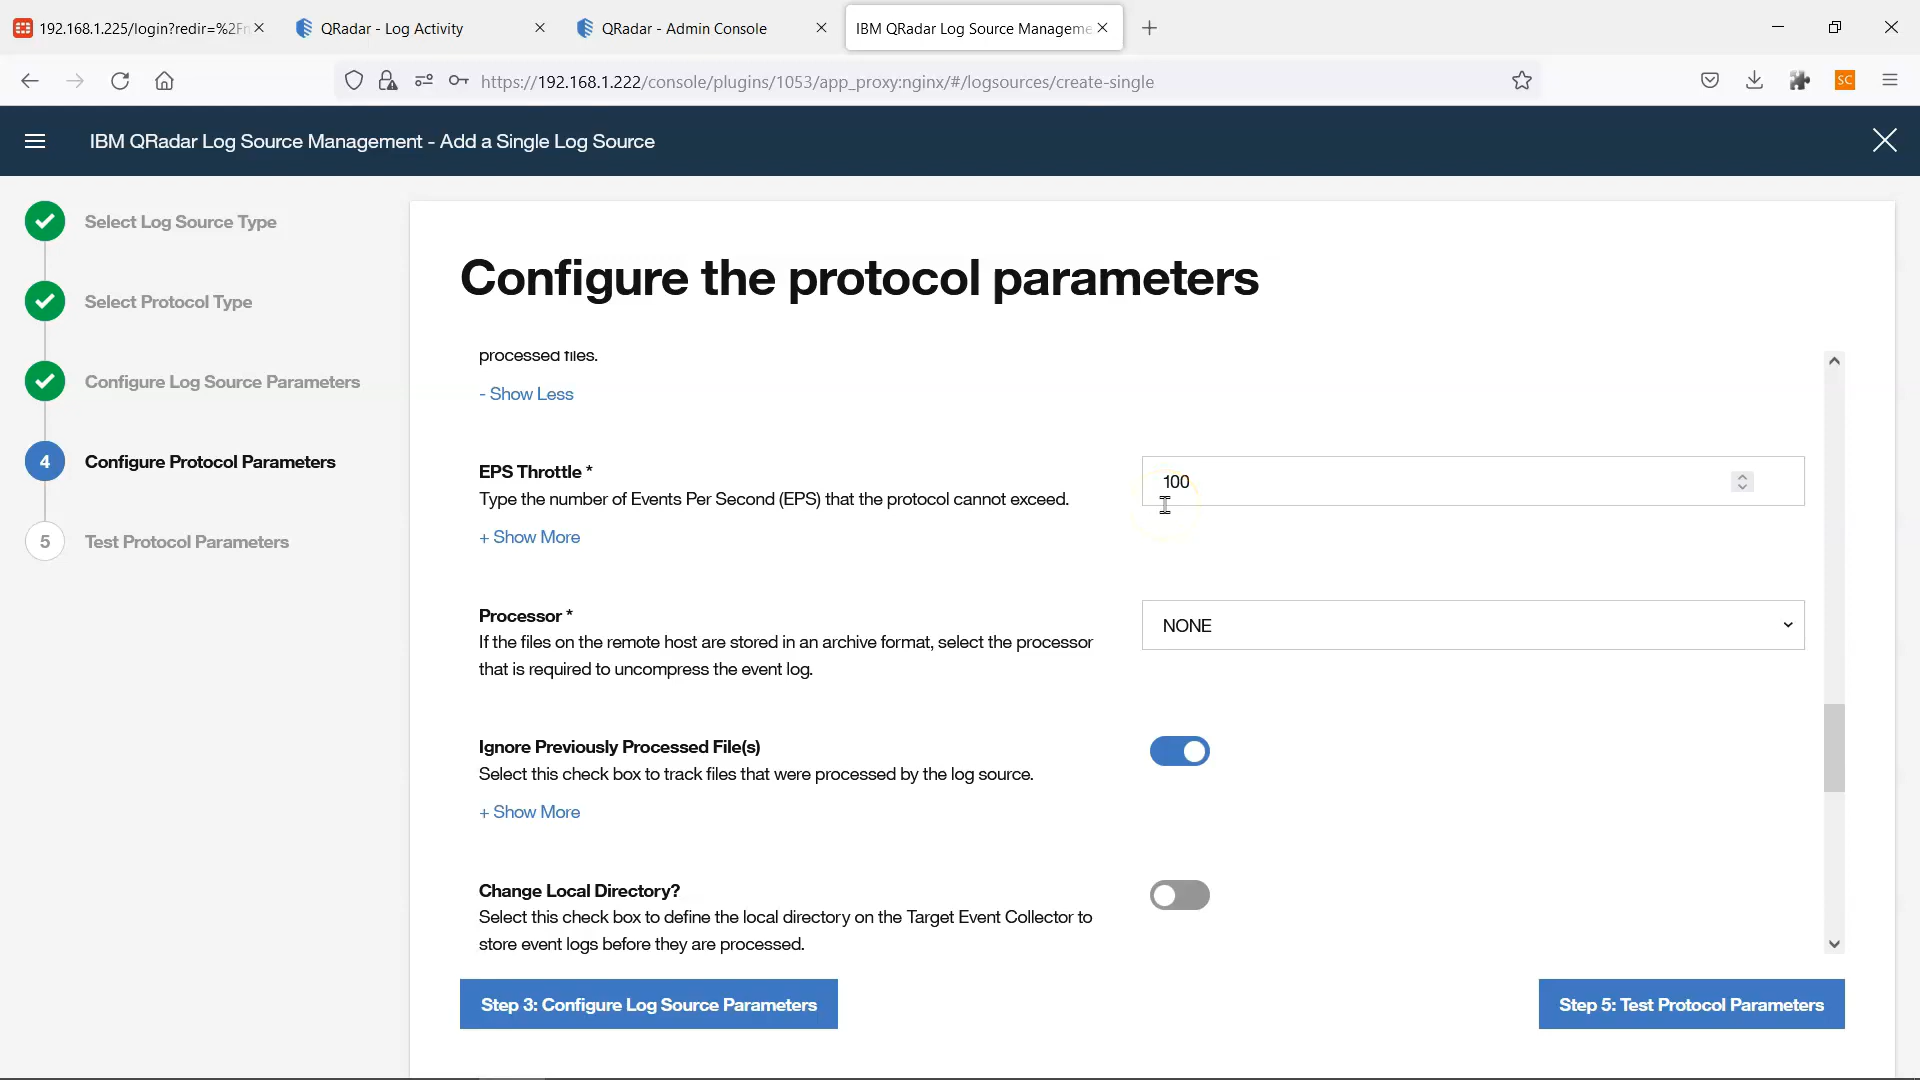 192.168.1.225/login?redir=%2Fn
QRadar - Log Activity
QRadar - Admin Console
IBM QRadar Log Source Manageme
https://192.168.1.222/console/plugins/1053/app_proxy:nginx/#/logsources/create-single
SC
IBM QRadar Log Source Management - Add a Single Log Source
Select Log Source Type
Select Protocol Type
Configure Log Source Parameters
4 Configure Protocol Parameters
5 Test Protocol Parameters
Configure the protocol parameters
processed files.
- Show Less
EPS Throttle *
Type the number of Events Per Second (EPS) that the protocol cannot exceed.
+ Show More
100
Processor *
If the files on the remote host are stored in an archive format, select the processor
that is required to uncompress the event log.
NONE
Ignore Previously Processed File(s)
Select this check box to track files that were processed by the log source.
+ Show More
Change Local Directory?
Select this check box to define the local directory on the Target Event Collector to
store event logs before they are processed.
Step 3: Configure Log Source Parameters
Step 5: Test Protocol Parameters